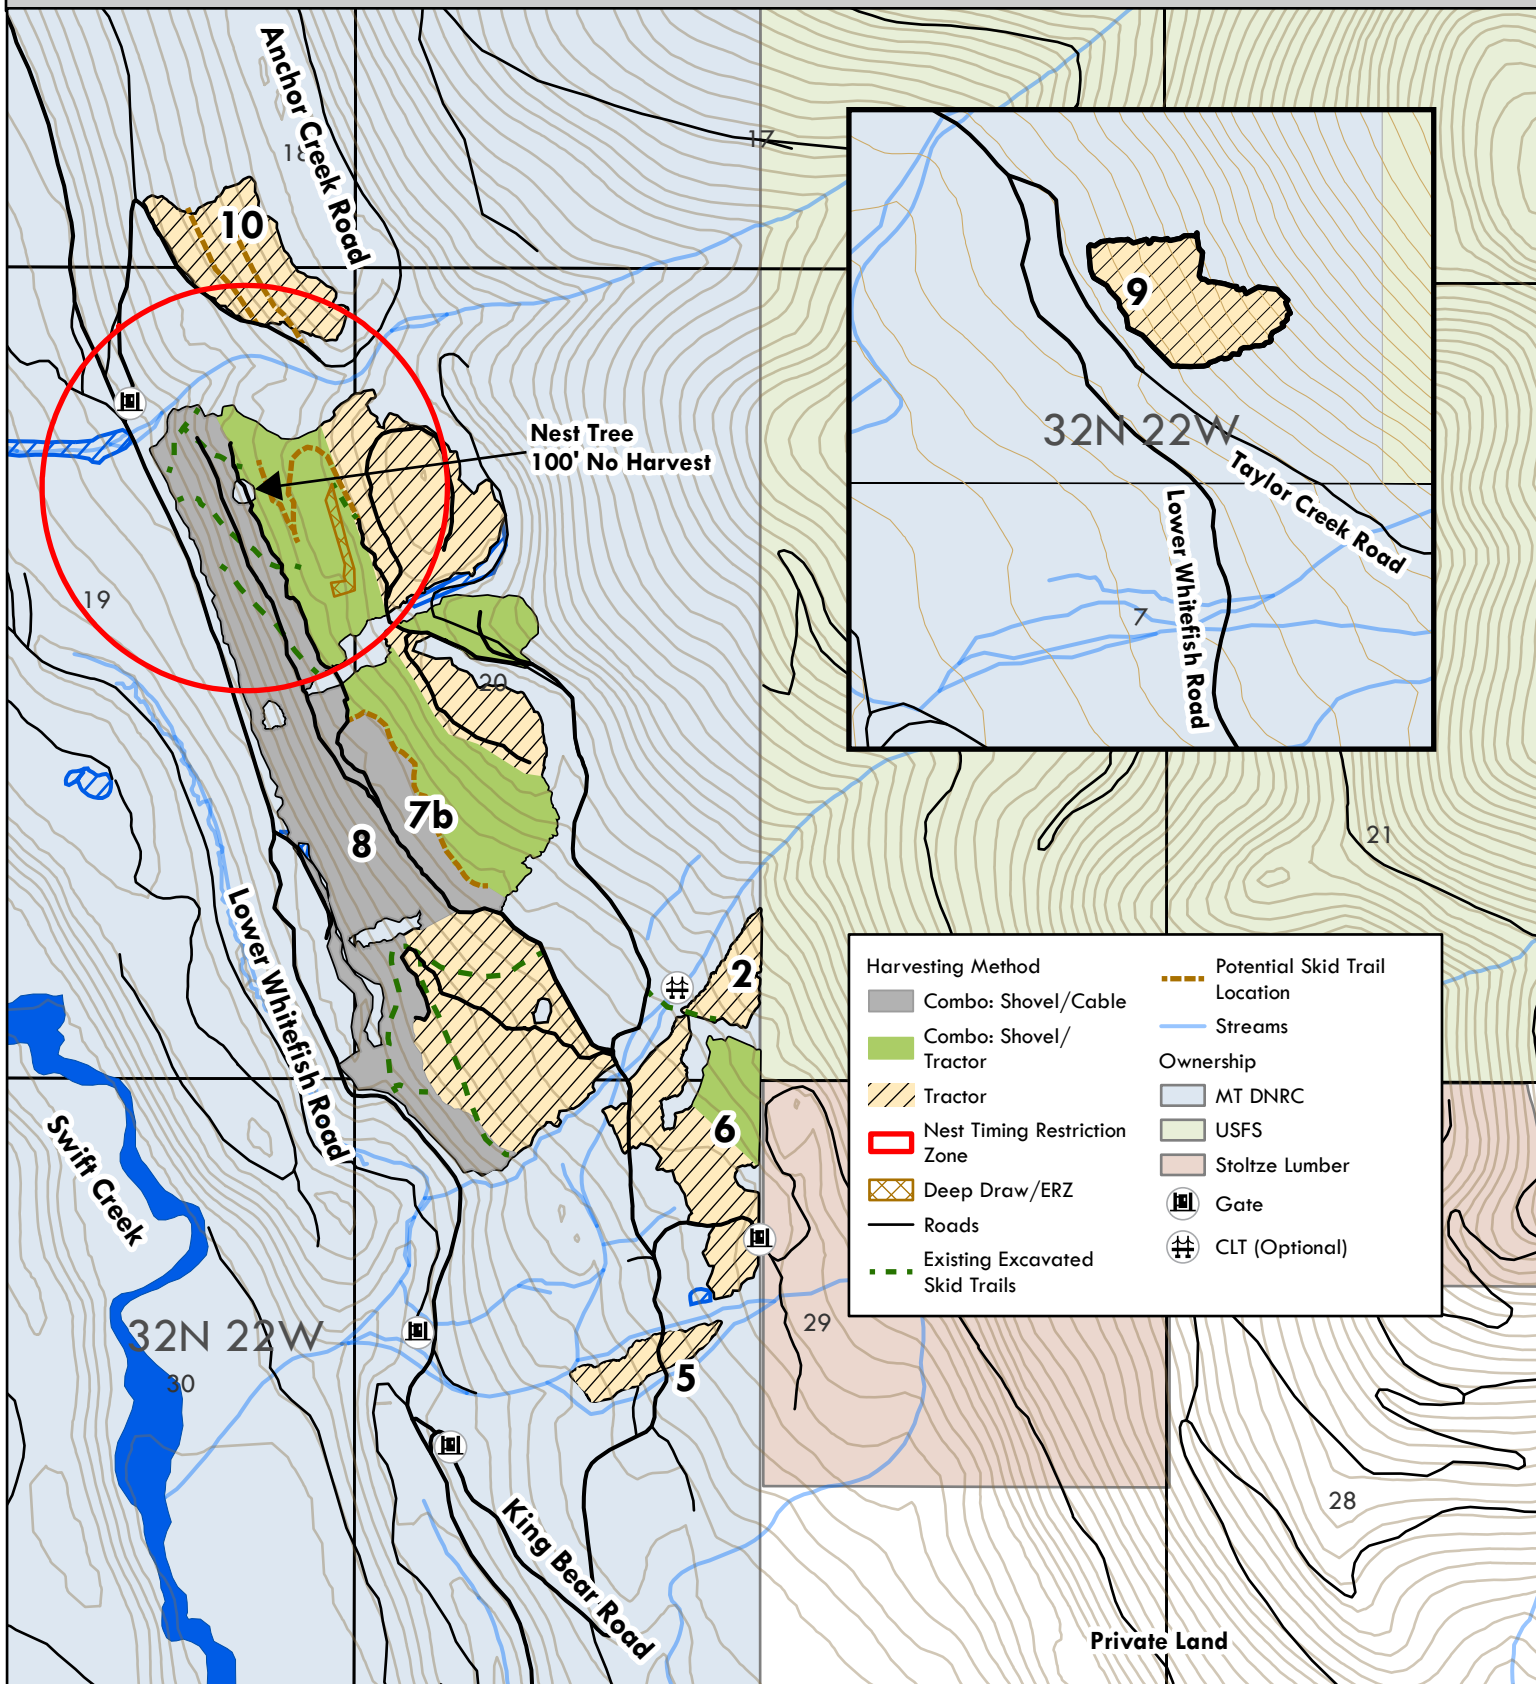 Anchor Creek Road
18
17
10
Nest Tree
100' No Harvest
9
32N 22W
Taylor Creek Road
Lower Whitefish Road
7
19
20
7b
8
21
Lower Whitefish Road
2
6
Swift Creek
32N 22W
30
29
5
28
King Bear Road
Private Land
Harvesting Method
Combo: Shovel/Cable
Combo: Shovel/
Tractor
Tractor
Nest Timing Restriction
Zone
Deep Draw/ERZ
Roads
Existing Excavated
Skid Trails
Potential Skid Trail
Location
Streams
Ownership
MT DNRC
USFS
Stoltze Lumber
Gate
CLT (Optional)